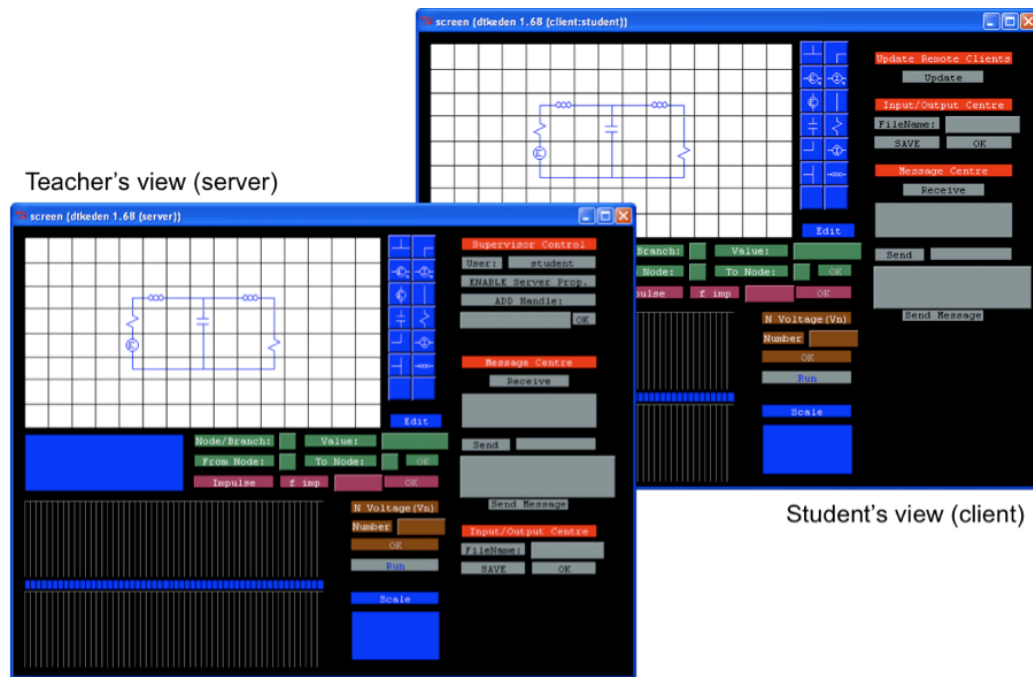 screen (dtkeden 1.68 (client:student))
Update Remote Clients
Update
Input/Output Centre
FileName:
SAVE OK
Message Centre
Receive
Edit
Branch: Value:
Node: To Node: OK
Impulse f imp OK
Send
Send Message
N Voltage(Vn)
Number
OK
Run
Scale
Student's view (client)
Teacher's view (server)
screen (dtkeden 1.68 (server))
Supervisor Control
User: student
ENABLE Server Prop.
ADD Handle:
OK
Message Centre
Receive
Edit
Node/Branch: Value:
From Node: To Node: OK
Impulse f imp OK
Send
Send Message
N Voltage(Vn)
Number
OK
Run
Input/Output Centre
FileName:
SAVE OK
Scale